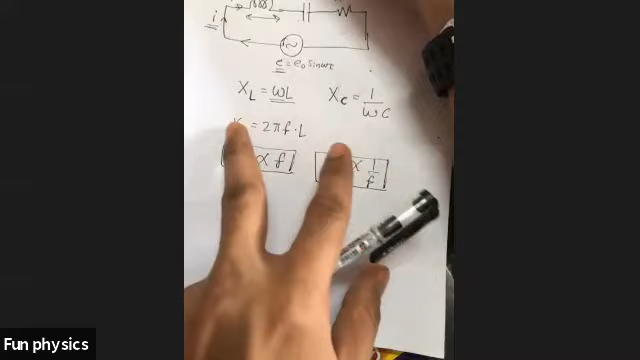 i
e = e₀ sinωt
X_L = ωL
X_C = 1/ωC
= 2πf·L
∝ f
∝ 1/f
Fun physics